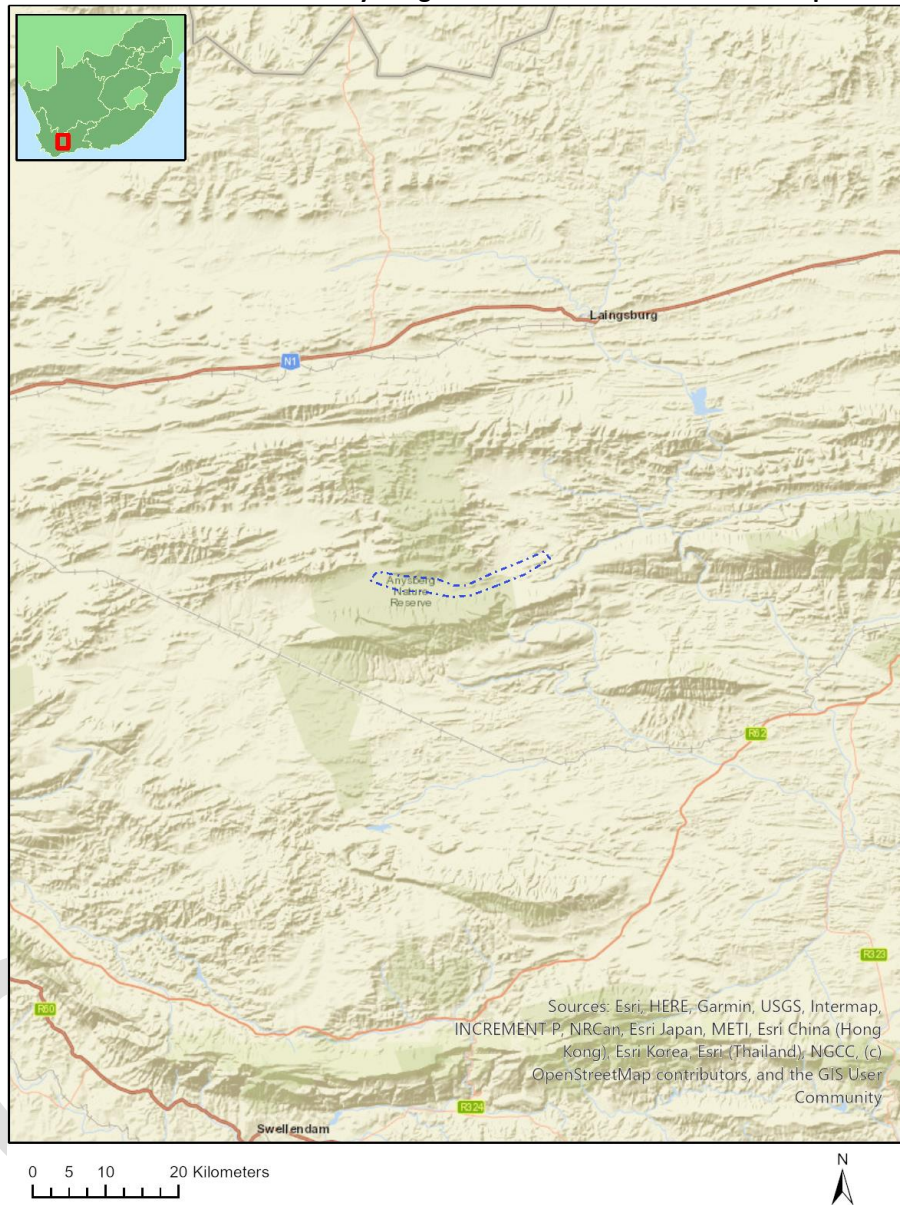 Laingsburg
N1
Anysberg
Nature
Reserve
R62
R323
Sources: Esri, HERE, Garmin, USGS, Intermap,
INCREMENT P, NRCan, Esri Japan, METI, Esri China (Hong
Kong), Esri Korea, Esri (Thailand), NGCC, (c)
OpenStreetMap contributors, and the GIS User
Community
R60
R324
Swellendam
0 5 10 20 Kilometers
N